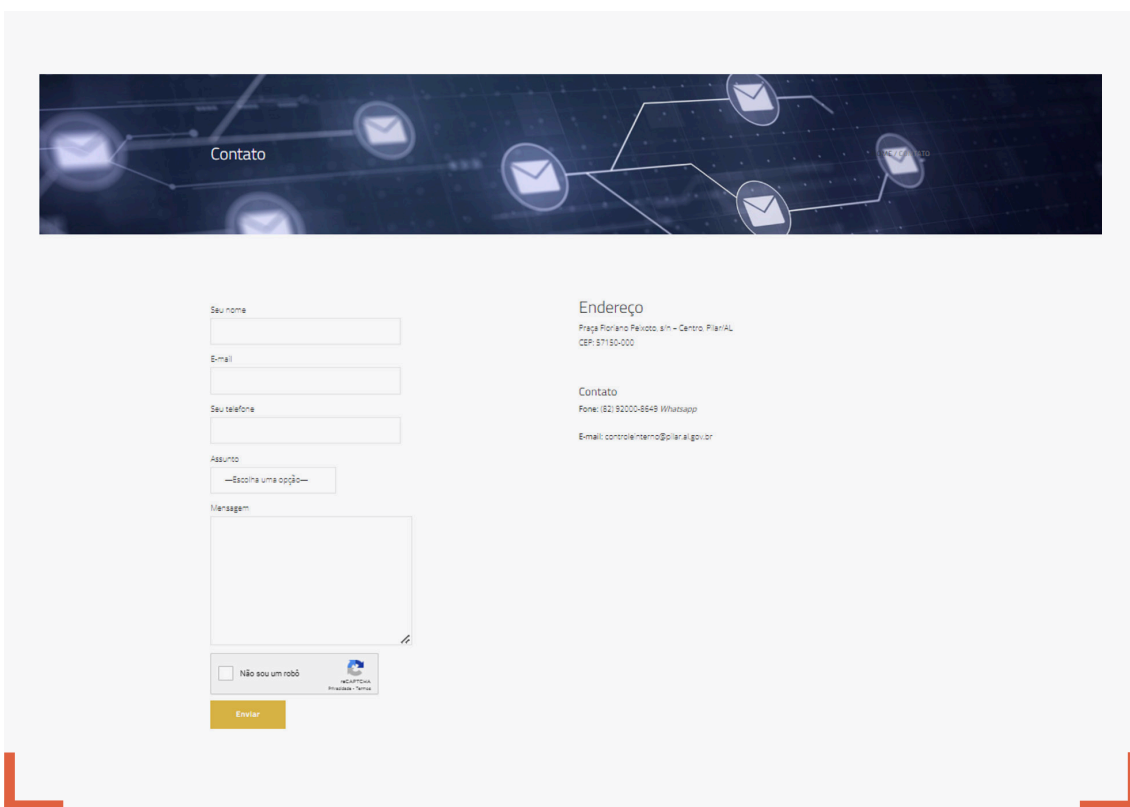 Contato
/ CONTATO
Seu nome
E-mail
Seu telefone
Assunto
—Escolha uma opção—
Mensagem
Não sou um robô
reCAPTCHA
Privacidade - Termos
Enviar
Endereço
Praça Floriano Peixoto, s/n – Centro, Pilar/AL
CEP: 57150-000
Contato
Fone: (82) 92000-8649 Whatsapp
E-mail: controleinterno@pilar.al.gov.br